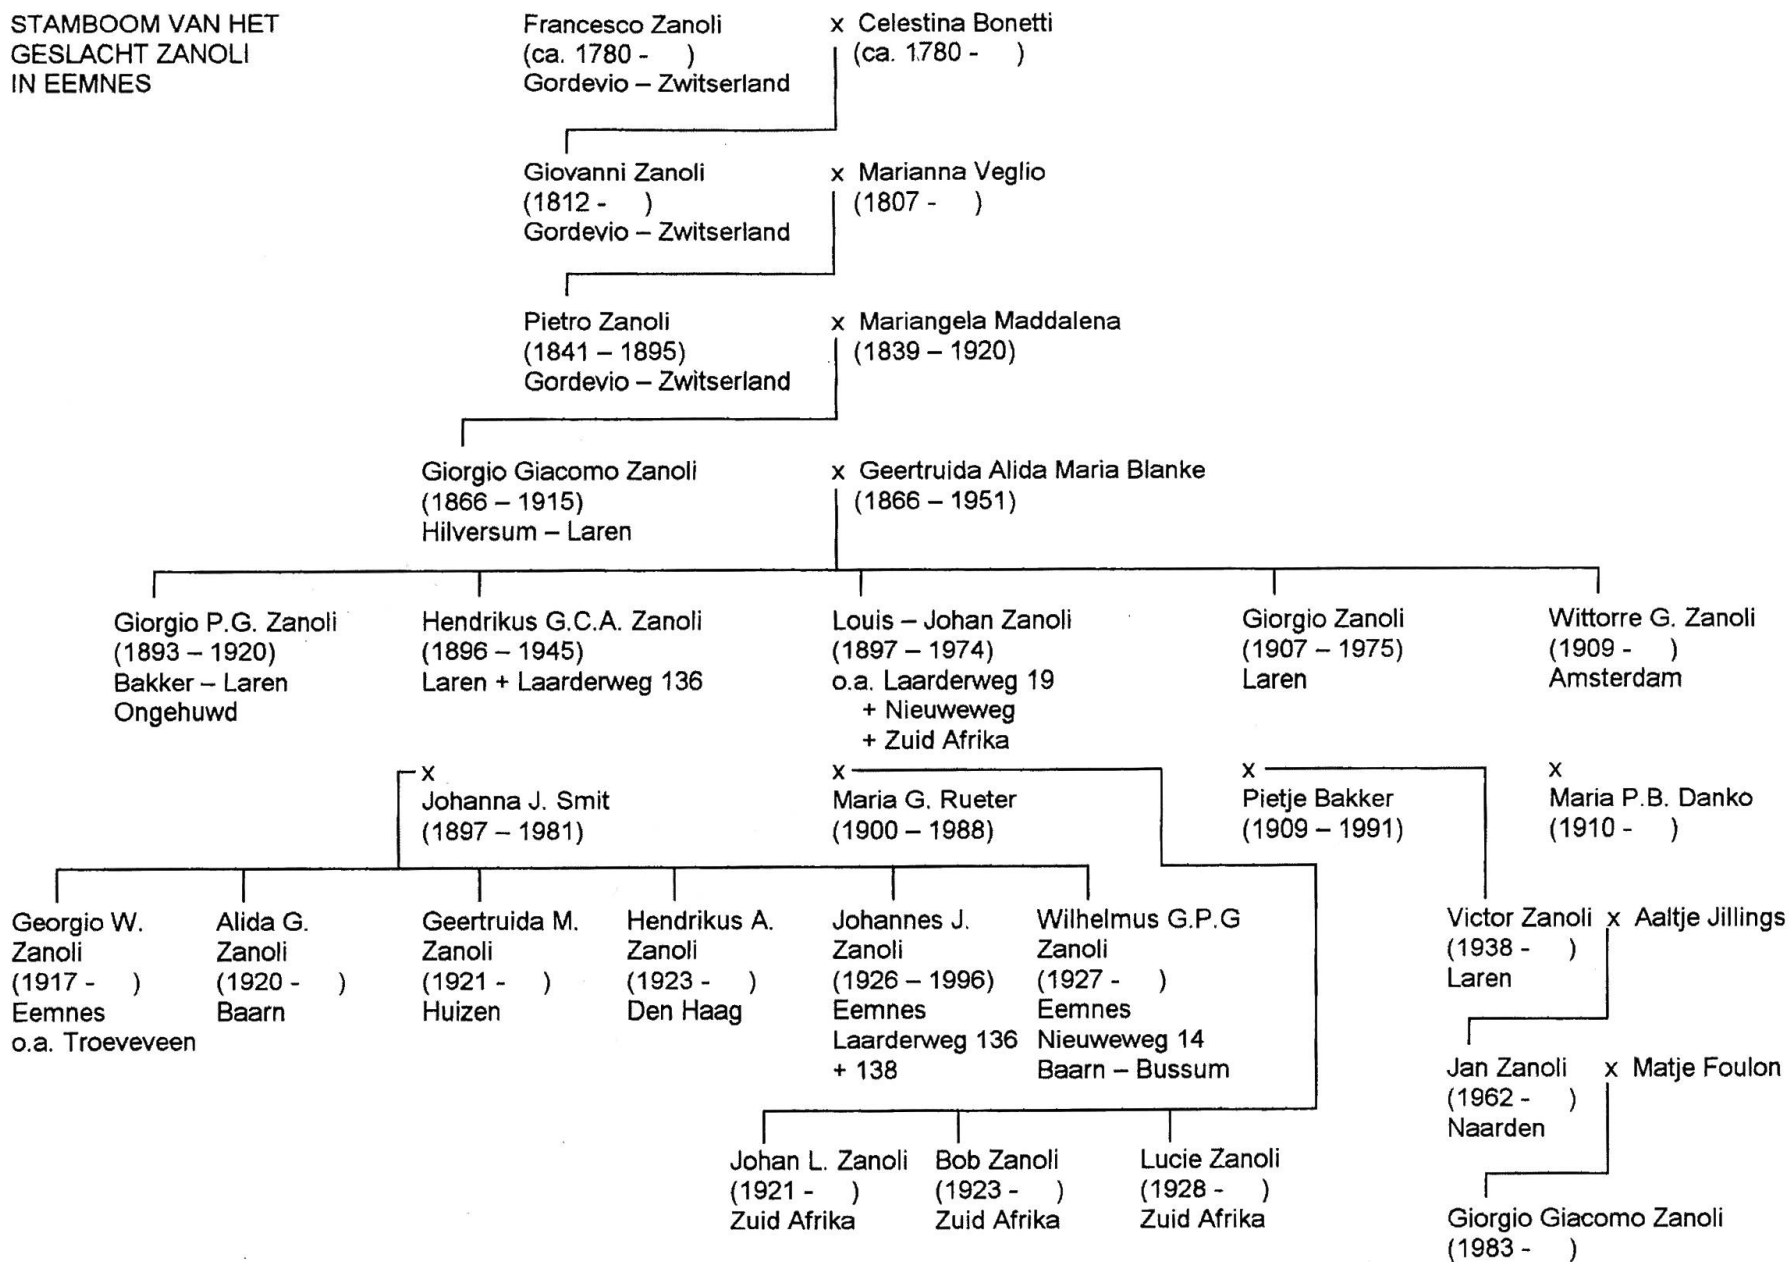 STAMBOOM VAN HET
GESLACHT ZANOLI
IN EEMNES
Francesco Zanoli x Celestina Bonetti
(ca. 1780 - ) (ca. 1780 - )
Gordevio – Zwitserland
Giovanni Zanoli x Marianna Veglio
(1812 - ) (1807 - )
Gordevio – Zwitserland
Pietro Zanoli x Mariangela Maddalena
(1841 – 1895) (1839 – 1920)
Gordevio – Zwitserland
Giorgio Giacomo Zanoli x Geertruida Alida Maria Blanke
(1866 – 1915) (1866 – 1951)
Hilversum – Laren
Giorgio P.G. Zanoli
(1893 – 1920)
Bakker – Laren
Ongehuwd
Hendrikus G.C.A. Zanoli
(1896 – 1945)
Laren + Laarderweg 136
Louis – Johan Zanoli
(1897 – 1974)
o.a. Laarderweg 19
+ Nieuweweg
+ Zuid Afrika
Giorgio Zanoli
(1907 – 1975)
Laren
Wittorre G. Zanoli
(1909 - )
Amsterdam
x
Johanna J. Smit
(1897 – 1981)
x
Maria G. Rueter
(1900 – 1988)
x
Pietje Bakker
(1909 – 1991)
x
Maria P.B. Danko
(1910 - )
Georgio W.
Zanoli
(1917 - )
Eemnes
o.a. Troeveveen
Alida G.
Zanoli
(1920 - )
Baarn
Geertruida M.
Zanoli
(1921 - )
Huizen
Hendrikus A.
Zanoli
(1923 - )
Den Haag
Johannes J.
Zanoli
(1926 – 1996)
Eemnes
Laarderweg 136
+ 138
Wilhelmus G.P.G
Zanoli
(1927 - )
Eemnes
Nieuweweg 14
Baarn – Bussum
Victor Zanoli x Aaltje Jillings
(1938 - )
Laren
Jan Zanoli x Matje Foulon
(1962 - )
Naarden
Johan L. Zanoli
(1921 - )
Zuid Afrika
Bob Zanoli
(1923 - )
Zuid Afrika
Lucie Zanoli
(1928 - )
Zuid Afrika
Giorgio Giacomo Zanoli
(1983 - )